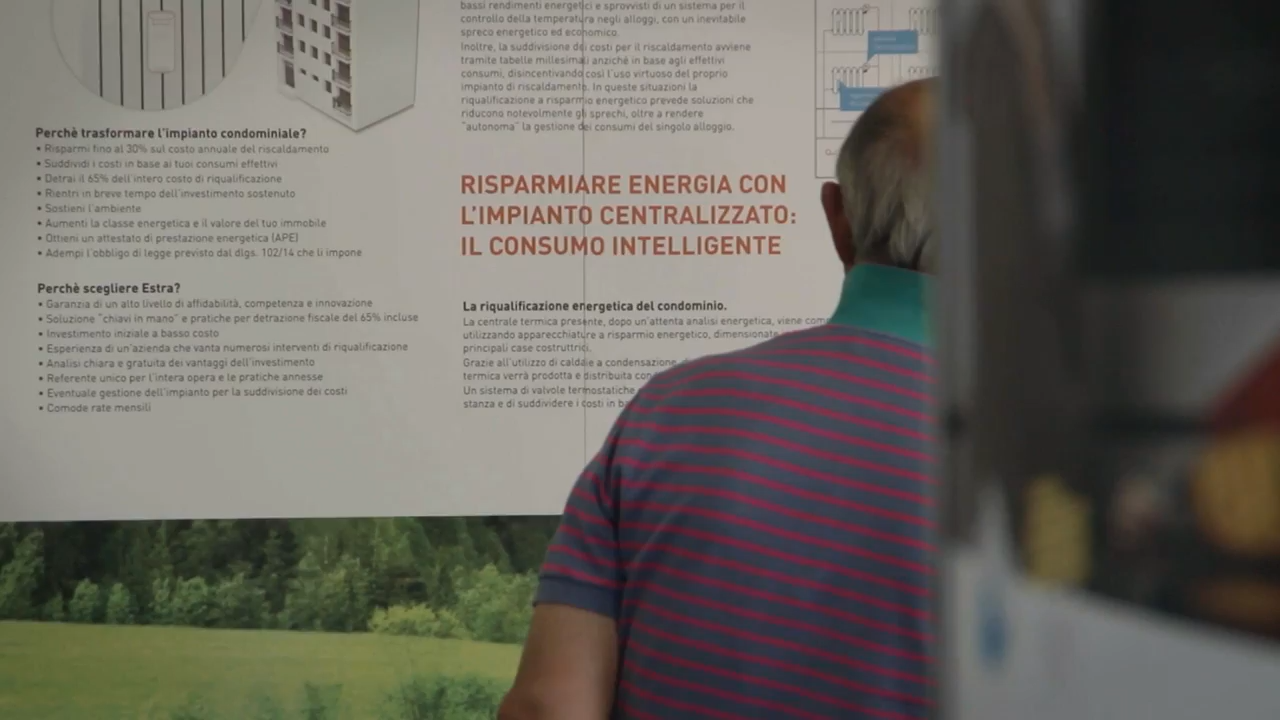 Perchè trasformare l'impianto condominiale?
• Risparmi fino al 30% sul costo annuale del riscaldamento
• Suddividi i costi in base ai tuoi consumi effettivi
• Detrai il 65% dell'intero costo di riqualificazione
• Rientri in breve tempo dell'investimento sostenuto
• Sostieni l'ambiente
• Aumenti la classe energetica e il valore del tuo immobile
• Ottieni un attestato di prestazione energetica (APE)
• Adempi l'obbligo di legge previsto dal dlgs. 102/14 che li impone
Perchè scegliere Estra?
• Garanzia di un alto livello di affidabilità, competenza e innovazione
• Soluzione "chiavi in mano" e pratiche per detrazione fiscale del 65% incluse
• Investimento iniziale a basso costo
• Esperienza di un'azienda che vanta numerosi interventi di riqualificazione
• Analisi chiara e gratuita dei vantaggi dell'investimento
• Referente unico per l'intera opera e le pratiche annesse
• Eventuale gestione dell'impianto per la suddivisione dei costi
• Comode rate mensili
bassi rendimenti energetici e sprovvisti di un sistema per il
controllo della temperatura negli alloggi, con un inevitabile
spreco energetico ed economico.
Inoltre, la suddivisione dei costi per il riscaldamento avviene
tramite tabelle millesimali anziché in base agli effettivi
consumi, disincentivando così l'uso virtuoso del proprio
impianto di riscaldamento. In queste situazioni la
riqualificazione a risparmio energetico prevede soluzioni che
riducono notevolmente gli sprechi, oltre a rendere
"autonoma" la gestione dei consumi del singolo alloggio.
RISPARMIARE ENERGIA CON
L'IMPIANTO CENTRALIZZATO:
IL CONSUMO INTELLIGENTE
La riqualificazione energetica del condominio.
La centrale termica presente, dopo un'attenta analisi energetica, viene
utilizzando apparecchiature a risparmio energetico,
principali case costruttrici.
Grazie all'utilizzo di caldaie a condensazione,
termica verrà prodotta e distribuita
Un sistema di valvole termostatiche
stanze e di suddividere i costi in